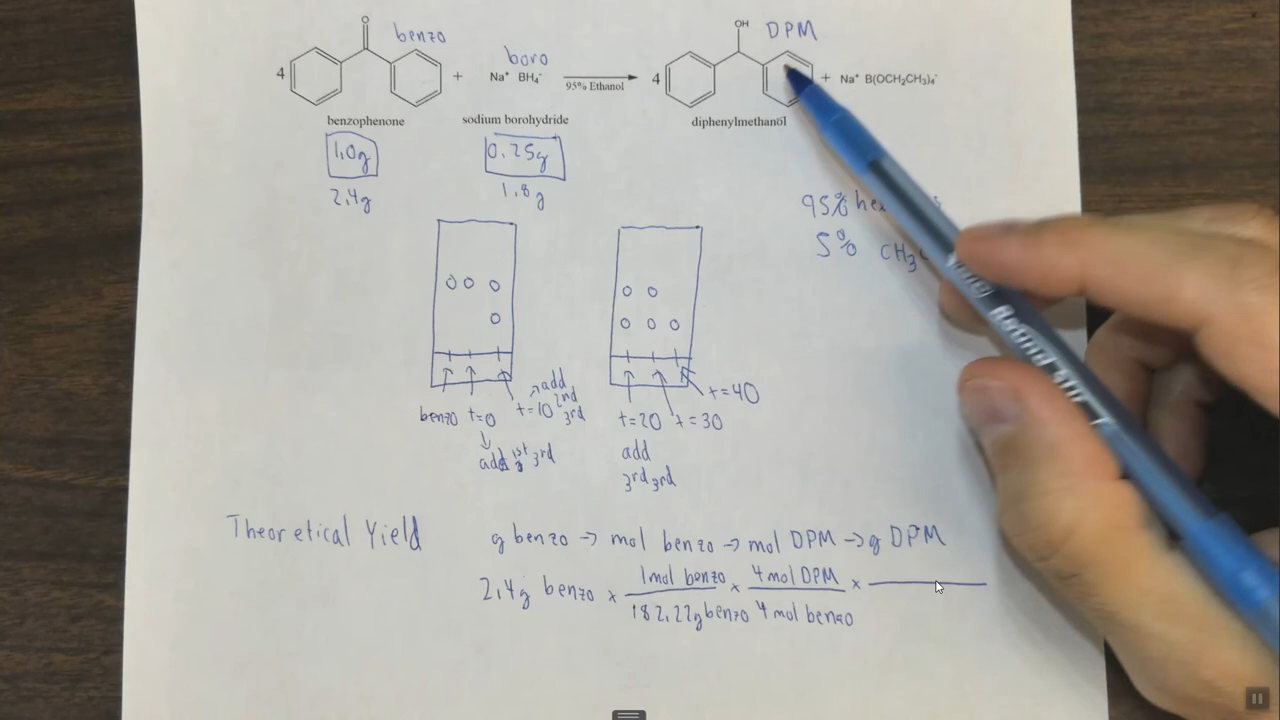 O
benzo
OH
DPM
boro
4
+
Na⁺ BH₄⁻
95% Ethanol
4
+ Na⁺ B(OCH₂CH₃)₄⁻
benzophenone
sodium borohydride
diphenylmethanol
1.0g
0.25g
2.4g
1.8g
95%
5% CH₃
benzo
t=0
t=10
add
2nd
3rd
add 1st 3rd
t=20
t=30
t=40
add
3rd 3rd
Theoretical Yield
g benzo → mol benzo → mol DPM → g DPM
2.4g benzo × 1mol benzo × 4 mol DPM ×
182.22g benzo 4 mol benzo